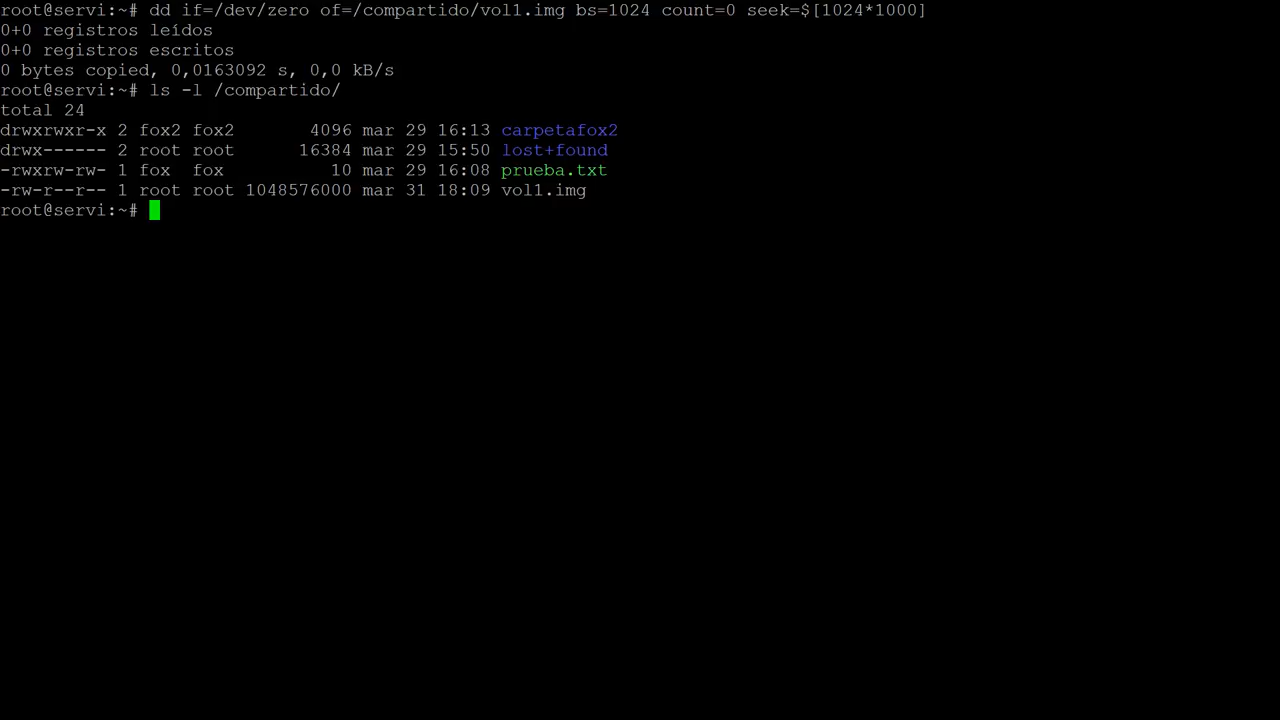 root@servi:~# dd if=/dev/zero of=/compartido/vol1.img bs=1024 count=0 seek=$[1024*1000]
0+0 registros leídos
0+0 registros escritos
0 bytes copied, 0,0163092 s, 0,0 kB/s
root@servi:~# ls -l /compartido/
total 24
drwxrwxr-x 2 fox2 fox2       4096 mar 29 16:13 carpetafox2
drwx------ 2 root root      16384 mar 29 15:50 lost+found
-rwxrw-rw- 1 fox  fox          10 mar 29 16:08 prueba.txt
-rw-r--r-- 1 root root 1048576000 mar 31 18:09 vol1.img
root@servi:~#